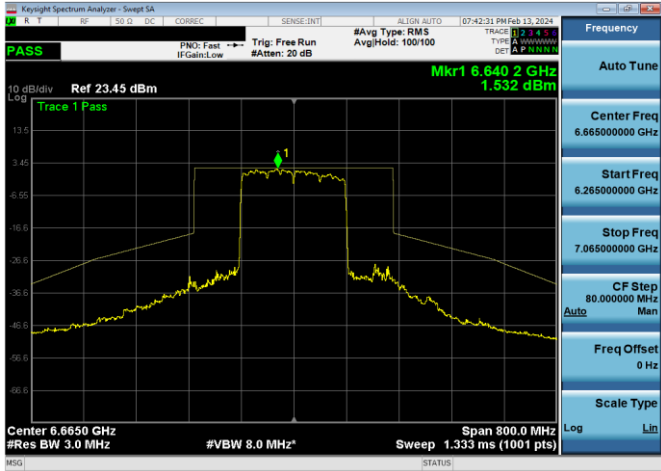 Keysight Spectrum Analyzer - Swept SA
R T RF 50 Ω DC CORREC SENSE:INT ALIGN AUTO 07:42:31 PM Feb 13, 2024
PASS
PNO: Fast
IFGain:Low
Trig: Free Run
#Atten: 20 dB
#Avg Type: RMS
Avg|Hold: 100/100
TRACE 1 2 3 4 5 6
TYPE A WWWWW
DET A P N N N N
Mkr1 6.640 2 GHz
1.532 dBm
10 dB/div Ref 23.45 dBm
Log
Trace 1 Pass
1
13.5
3.45
-6.55
-16.6
-26.6
-36.6
-46.6
-56.6
-66.6
Center 6.6650 GHz Span 800.0 MHz
#Res BW 3.0 MHz #VBW 8.0 MHz* Sweep 1.333 ms (1001 pts)
MSG STATUS
Frequency
Auto Tune
Center Freq
6.665000000 GHz
Start Freq
6.265000000 GHz
Stop Freq
7.065000000 GHz
CF Step
80.000000 MHz
Auto Man
Freq Offset
0 Hz
Scale Type
Log Lin